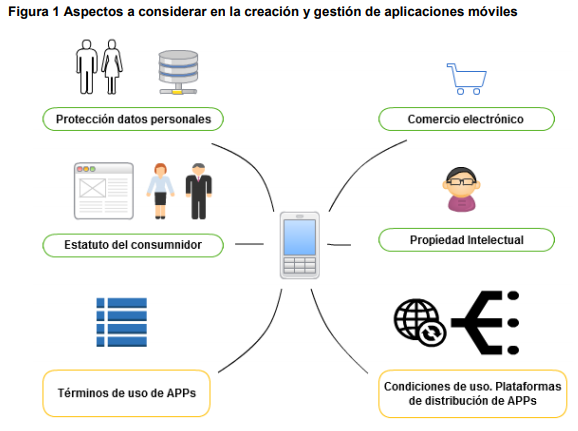 Figura 1 Aspectos a considerar en la creación y gestión de aplicaciones móviles
Protección datos personales
Comercio electrónico
Estatuto del consumnidor
Propiedad Intelectual
Términos de uso de APPs
Condiciones de uso. Plataformas
de distribución de APPs